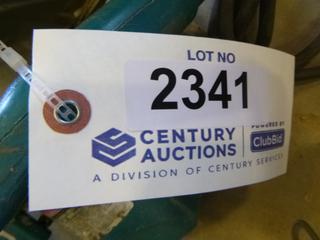 LOT NO
2341
POWERED BY
CENTURY
AUCTIONS
ClubBid
A DIVISION OF CENTURY SERVICES